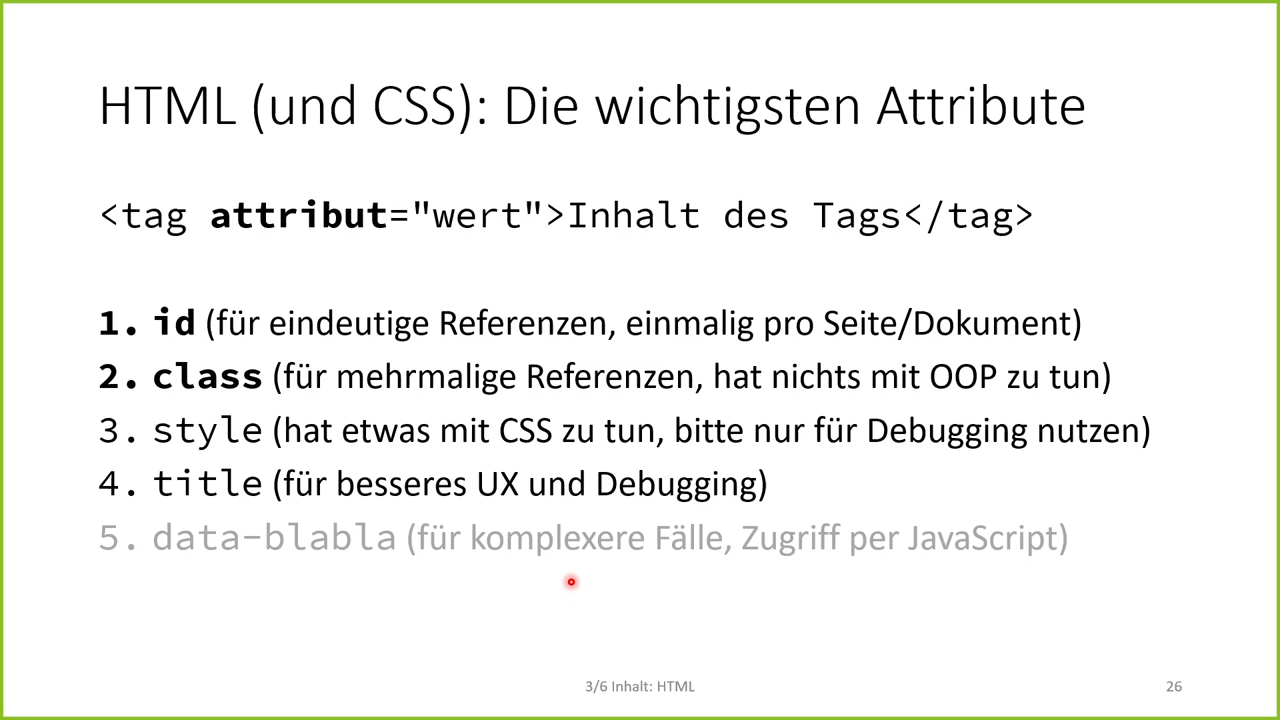 HTML (und CSS): Die wichtigsten Attribute
<tag attribut="wert">Inhalt des Tags</tag>
1. id (für eindeutige Referenzen, einmalig pro Seite/Dokument)
2. class (für mehrmalige Referenzen, hat nichts mit OOP zu tun)
3. style (hat etwas mit CSS zu tun, bitte nur für Debugging nutzen)
4. title (für besseres UX und Debugging)
5. data-blabla (für komplexere Fälle, Zugriff per JavaScript)
3/6 Inhalt: HTML
26